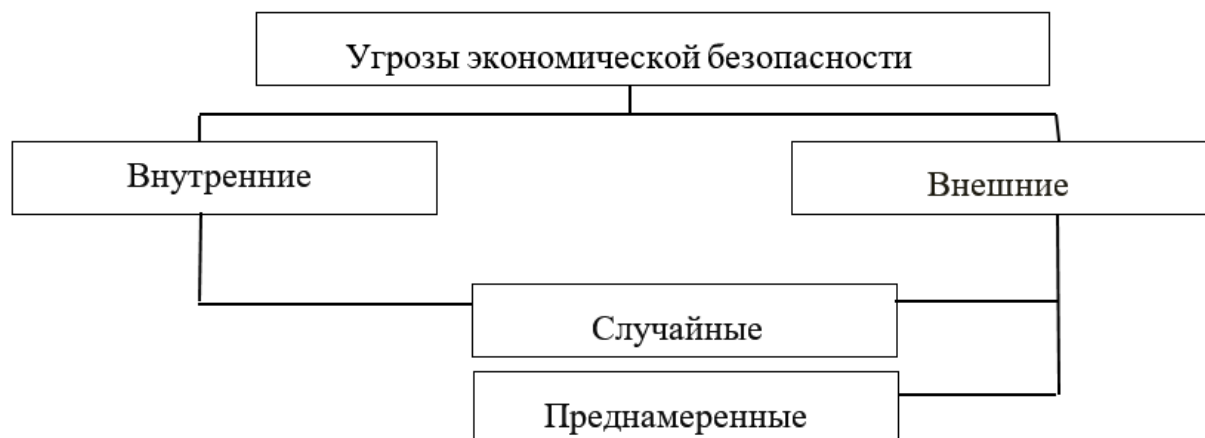 Угрозы экономической безопасности
Внутренние
Внешние
Случайные
Преднамеренные